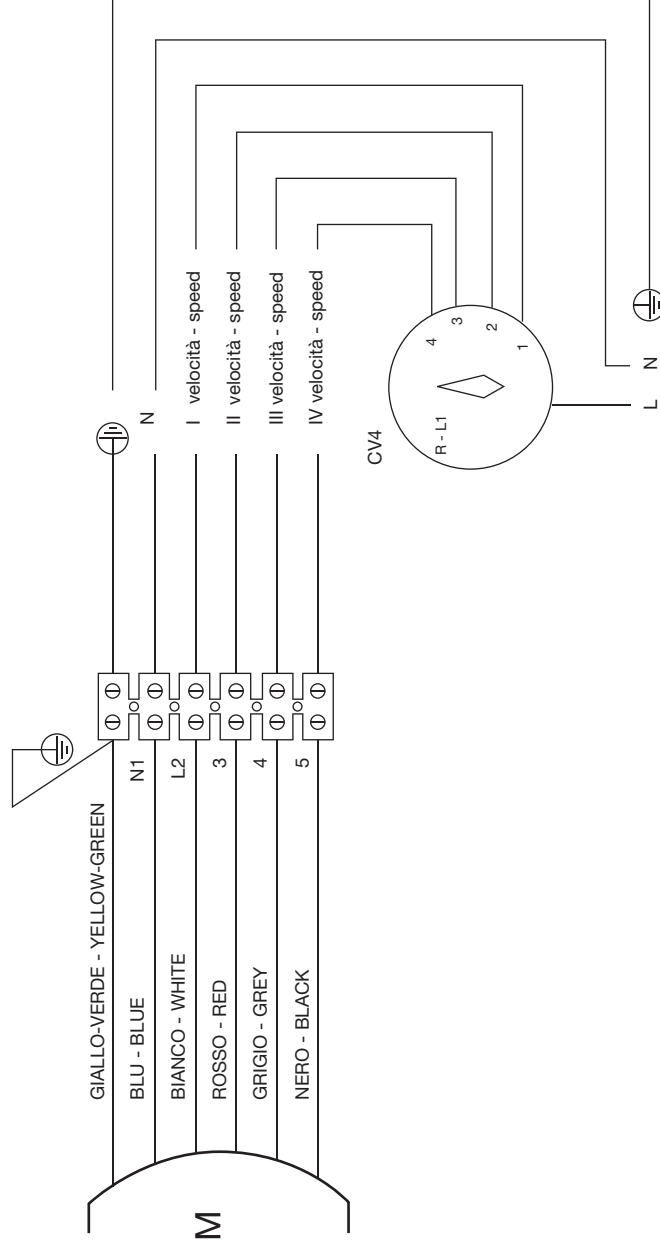 M
GIALLO-VERDE - YELLOW-GREEN
BLU - BLUE
BIANCO - WHITE
ROSSO - RED
GRIGIO - GREY
NERO - BLACK
N1
L2
3
4
5
N
I velocità - speed
II velocità - speed
III velocità - speed
IV velocità - speed
CV4
R - L1
4
3
2
1
L
N